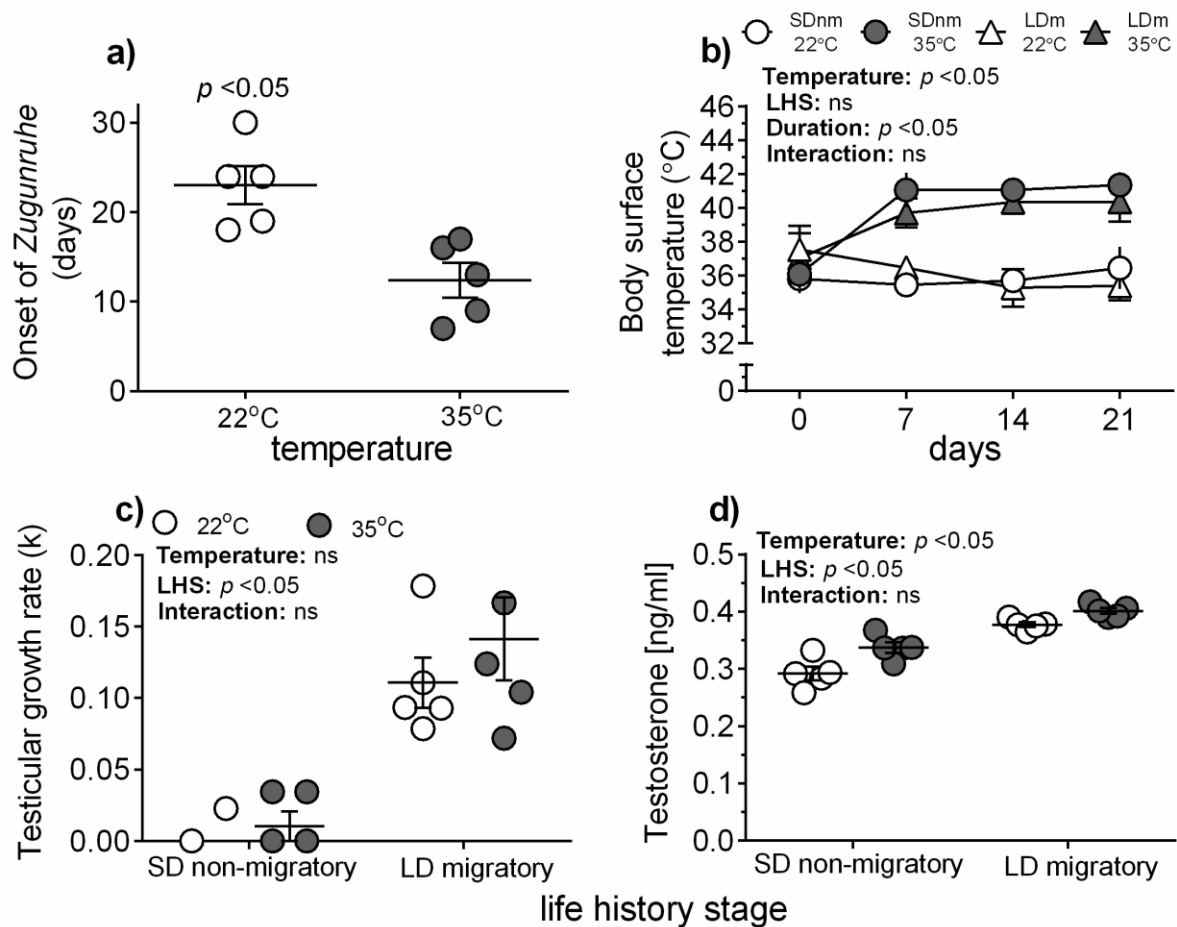 a)
p <0.05
Onset of Zugunruhe
(days)
30
20
10
0
22°C
35°C
temperature
SDnm
22°C
SDnm
35°C
LDm
22°C
LDm
35°C
b)
Temperature: p <0.05
LHS: ns
Duration: p <0.05
Interaction: ns
Body surface
temperature (°C)
46
44
42
40
38
36
34
32
0
0
7
14
21
days
c)
22°C
35°C
Temperature: ns
LHS: p <0.05
Interaction: ns
Testicular growth rate (k)
0.20
0.15
0.10
0.05
0.00
SD non-migratory
LD migratory
d)
Temperature: p <0.05
LHS: p <0.05
Interaction: ns
Testosterone [ng/ml]
0.5
0.4
0.3
0.2
0.1
0.0
SD non-migratory
LD migratory
life history stage